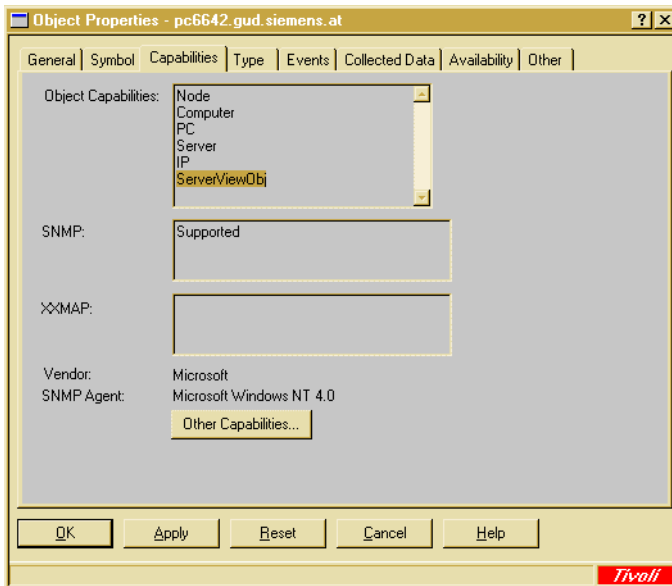 Object Properties - pc6642.gud.siemens.at
General Symbol Capabilities Type Events Collected Data Availability Other
Object Capabilities:
Node
Computer
PC
Server
IP
ServerViewObj
SNMP: Supported
XXMAP:
Vendor: Microsoft
SNMP Agent: Microsoft Windows NT 4.0
Other Capabilities...
OK Apply Reset Cancel Help
Tivoli